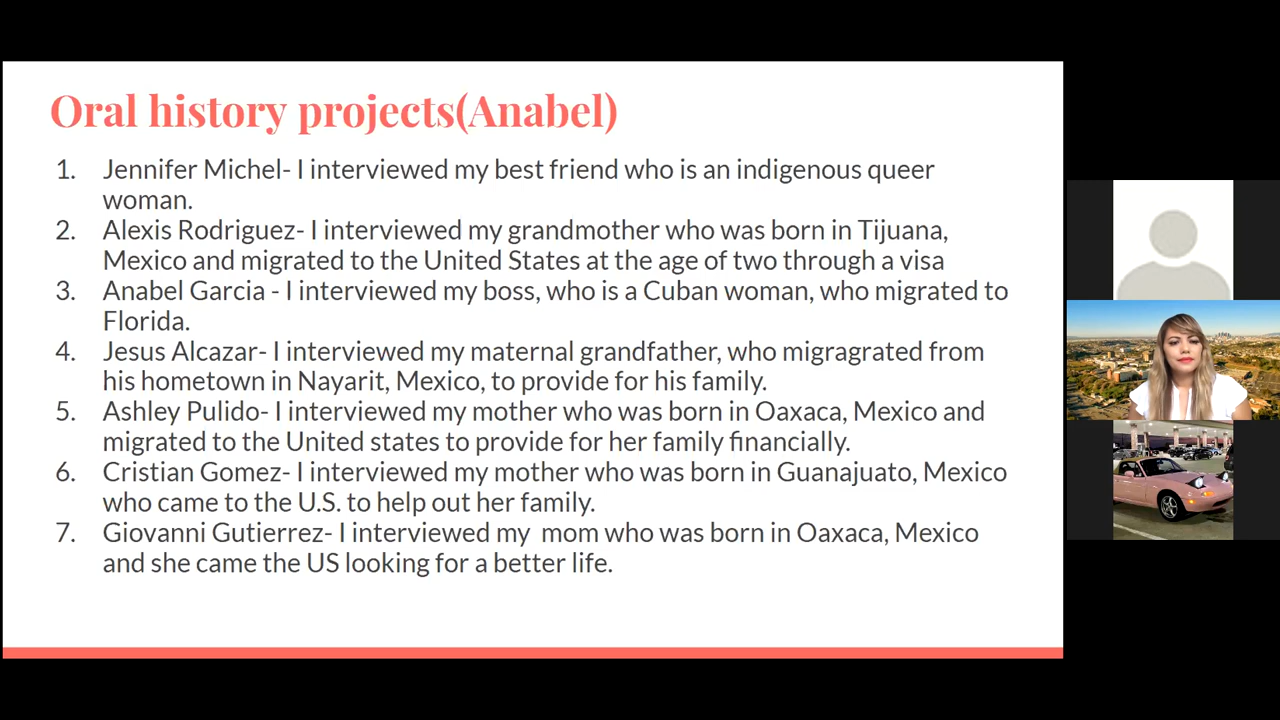 Oral history projects(Anabel)
1. Jennifer Michel- I interviewed my best friend who is an indigenous queer
woman.
2. Alexis Rodriguez- I interviewed my grandmother who was born in Tijuana,
Mexico and migrated to the United States at the age of two through a visa
3. Anabel Garcia - I interviewed my boss, who is a Cuban woman, who migrated to
Florida.
4. Jesus Alcazar- I interviewed my maternal grandfather, who migragrated from
his hometown in Nayarit, Mexico, to provide for his family.
5. Ashley Pulido- I interviewed my mother who was born in Oaxaca, Mexico and
migrated to the United states to provide for her family financially.
6. Cristian Gomez- I interviewed my mother who was born in Guanajuato, Mexico
who came to the U.S. to help out her family.
7. Giovanni Gutierrez- I interviewed my  mom who was born in Oaxaca, Mexico
and she came the US looking for a better life.